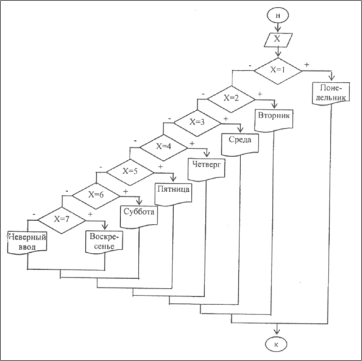 н
X
X=1
-
+
Поне-
дельник
X=2
-
+
Вторник
X=3
-
+
Среда
X=4
-
+
Четверг
X=5
-
+
Пятница
X=6
-
+
Суббота
X=7
-
+
Неверный
ввод
Воскре-
сенье
к